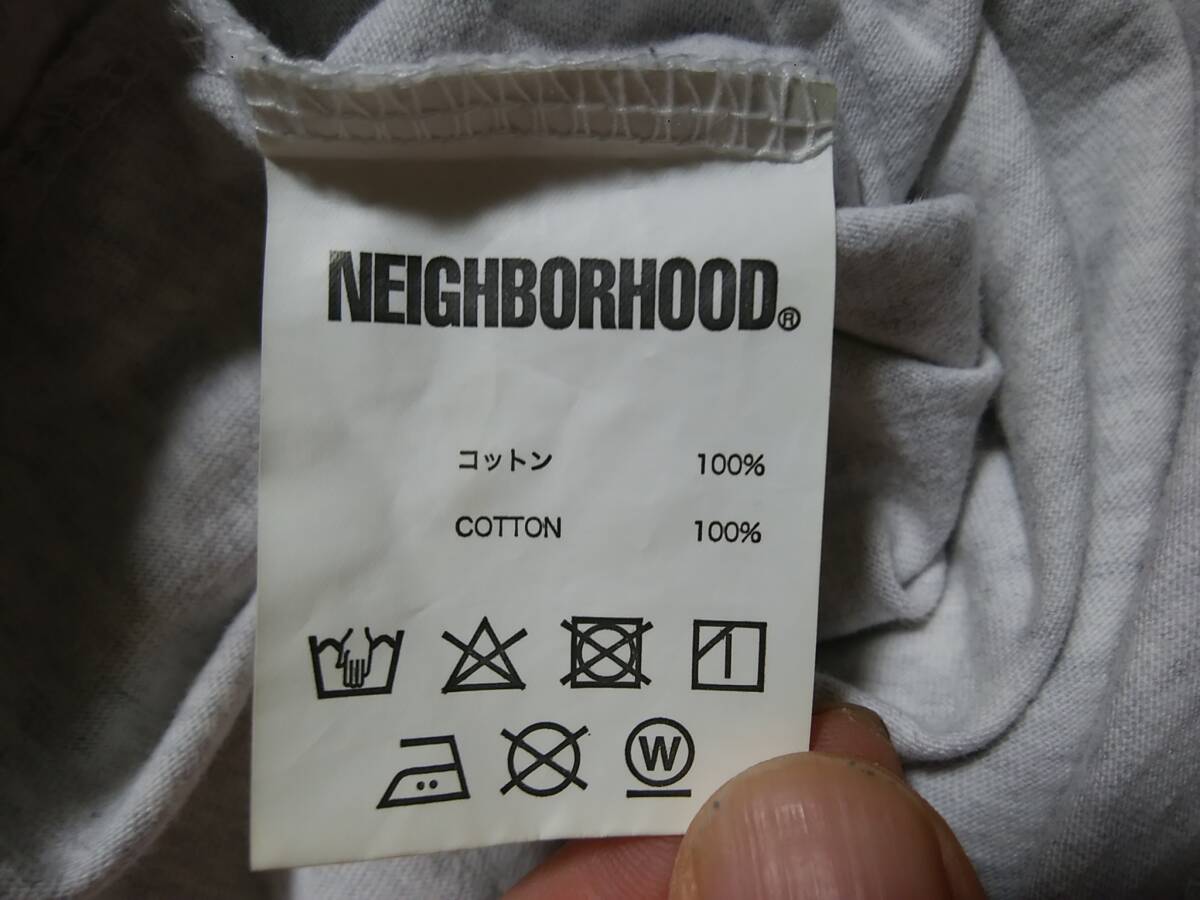 NEIGHBORHOOD®
コットン 100%
COTTON 100%
W